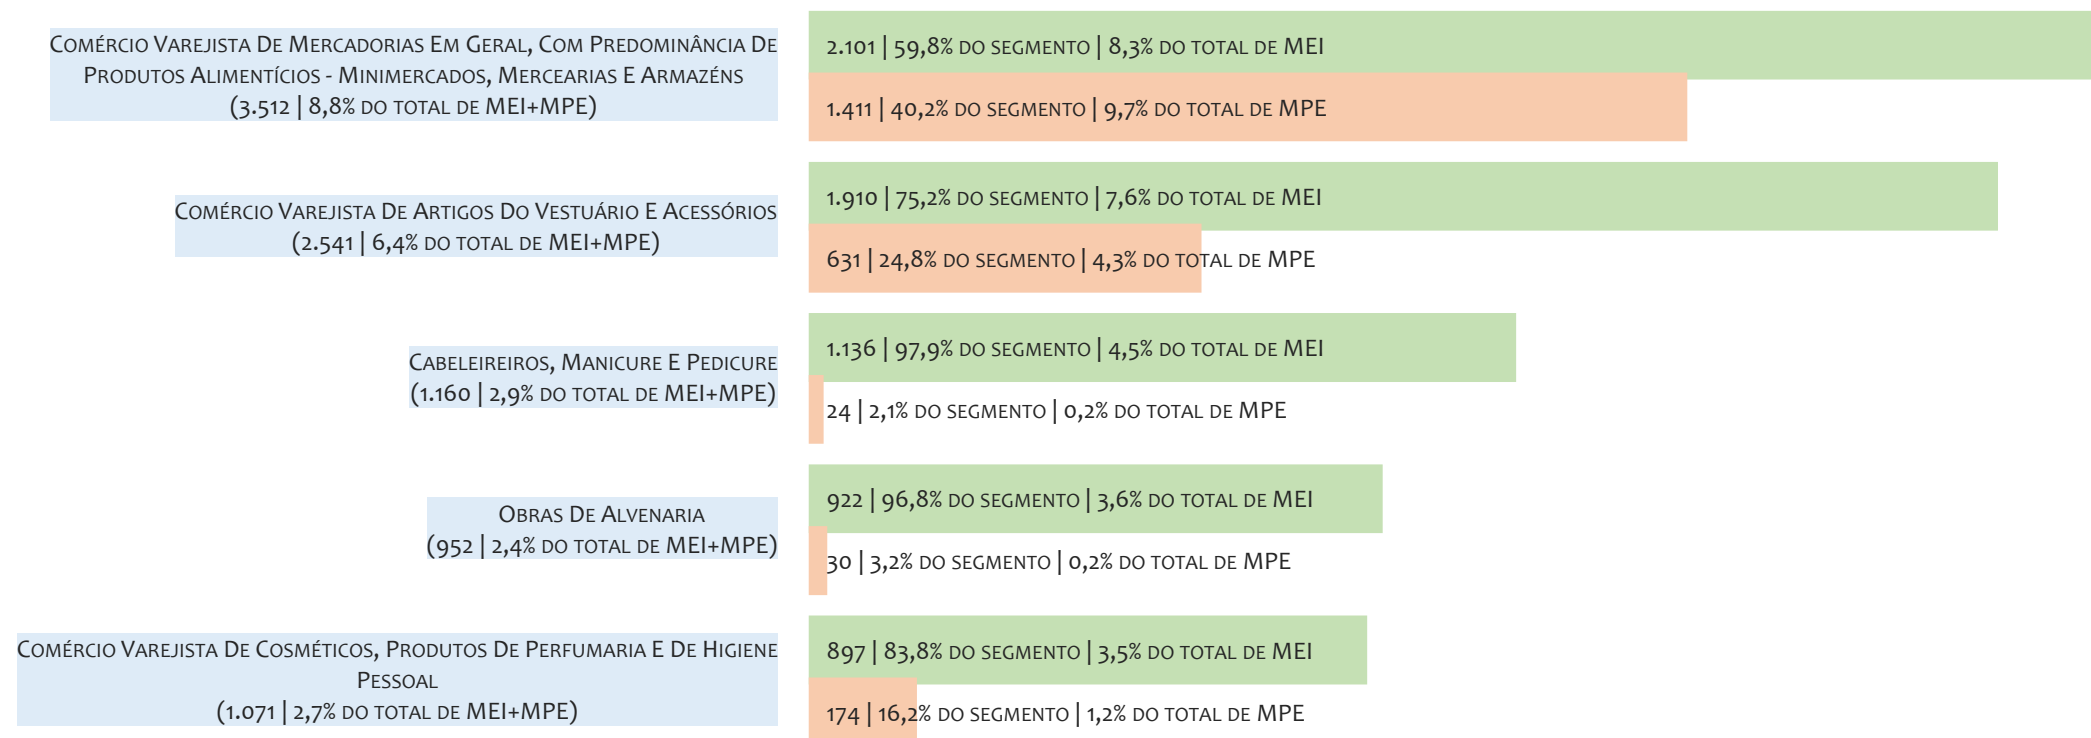 Comércio Varejista De Mercadorias Em Geral, Com Predominância De
Produtos Alimentícios - Minimercados, Mercearias E Armazéns
(3.512 | 8,8% do total de MEI+MPE)
2.101 | 59,8% do segmento | 8,3% do total de MEI
1.411 | 40,2% do segmento | 9,7% do total de MPE
Comércio Varejista De Artigos Do Vestuário E Acessórios
(2.541 | 6,4% do total de MEI+MPE)
1.910 | 75,2% do segmento | 7,6% do total de MEI
631 | 24,8% do segmento | 4,3% do total de MPE
Cabeleireiros, Manicure E Pedicure
(1.160 | 2,9% do total de MEI+MPE)
1.136 | 97,9% do segmento | 4,5% do total de MEI
24 | 2,1% do segmento | 0,2% do total de MPE
Obras De Alvenaria
(952 | 2,4% do total de MEI+MPE)
922 | 96,8% do segmento | 3,6% do total de MEI
30 | 3,2% do segmento | 0,2% do total de MPE
Comércio Varejista De Cosméticos, Produtos De Perfumaria E De Higiene
Pessoal
(1.071 | 2,7% do total de MEI+MPE)
897 | 83,8% do segmento | 3,5% do total de MEI
174 | 16,2% do segmento | 1,2% do total de MPE